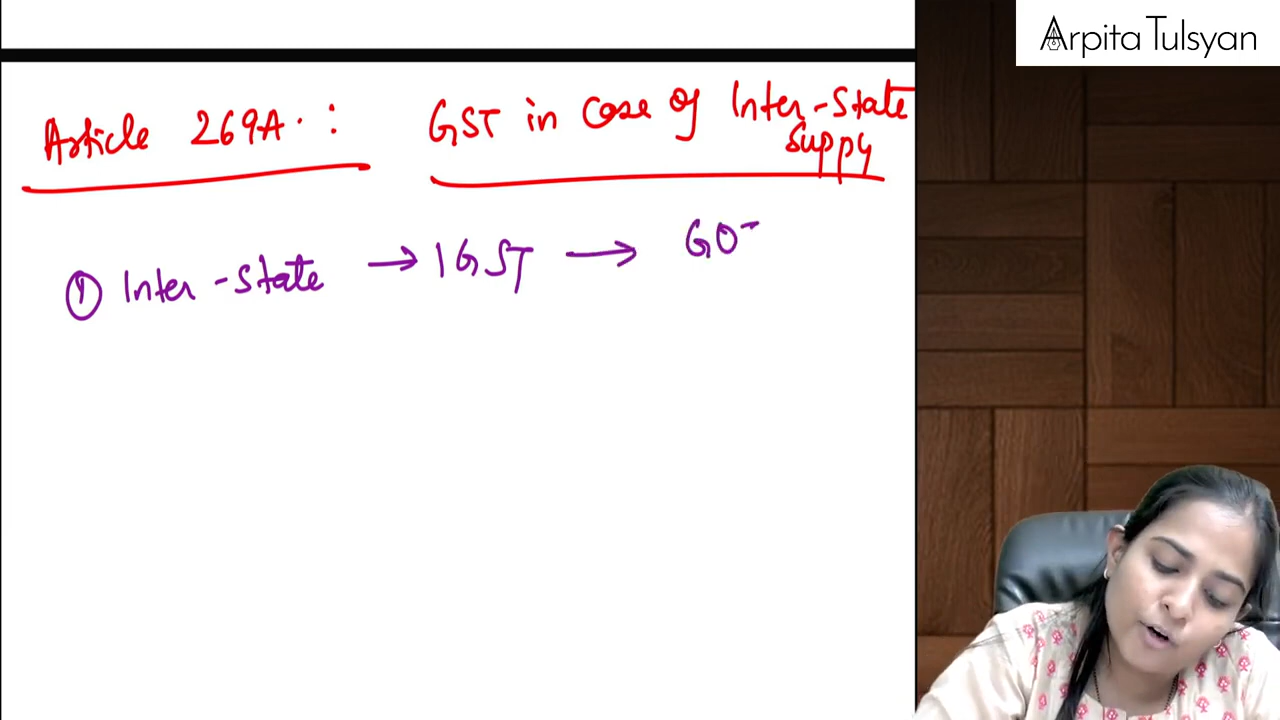 Arpita Tulsyan
Article 269A. : GST in case of Inter-State
Suppy
① Inter-State → IGST → GO